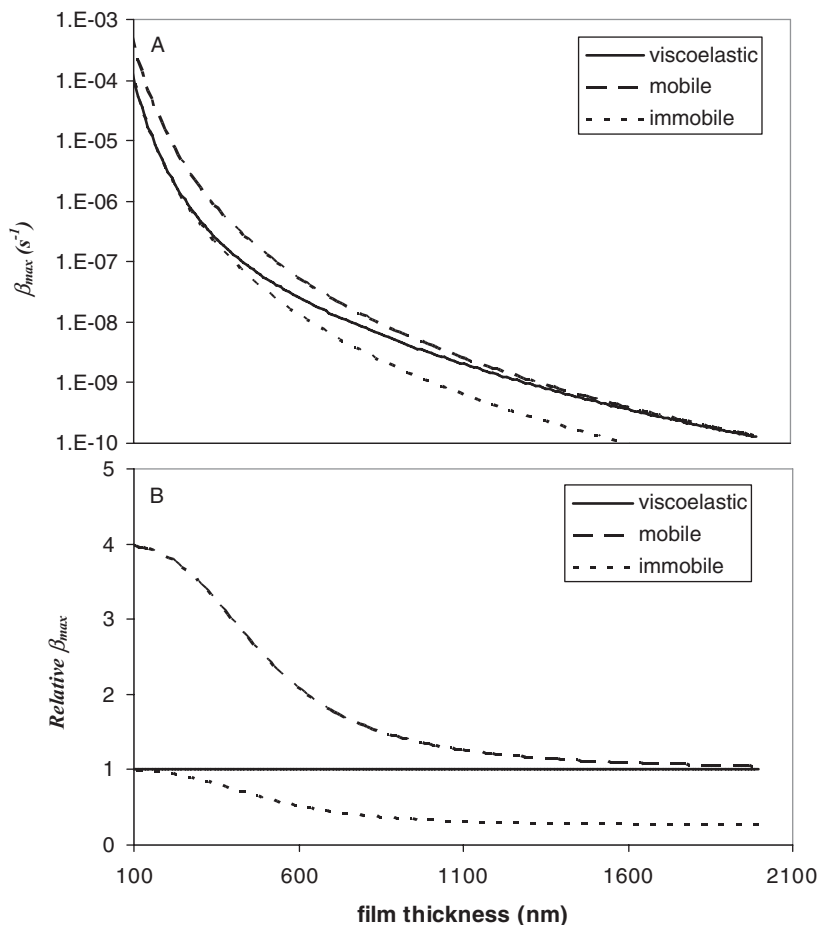 A
viscoelastic
mobile
immobile
1.E-03
1.E-04
1.E-05
1.E-06
1.E-07
1.E-08
1.E-09
1.E-10
βmax (s-1)
B
viscoelastic
mobile
immobile
5
4
3
2
1
0
Relative βmax
100 600 1100 1600 2100
film thickness (nm)